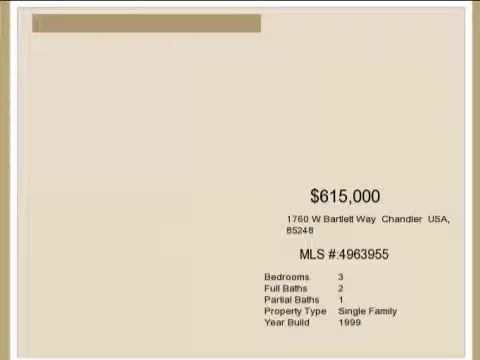 $615,000
1760 W Bartlett Way Chandler USA,
85248
MLS #:4963955
Bedrooms 3
Full Baths 2
Partial Baths 1
Property Type Single Family
Year Build 1999